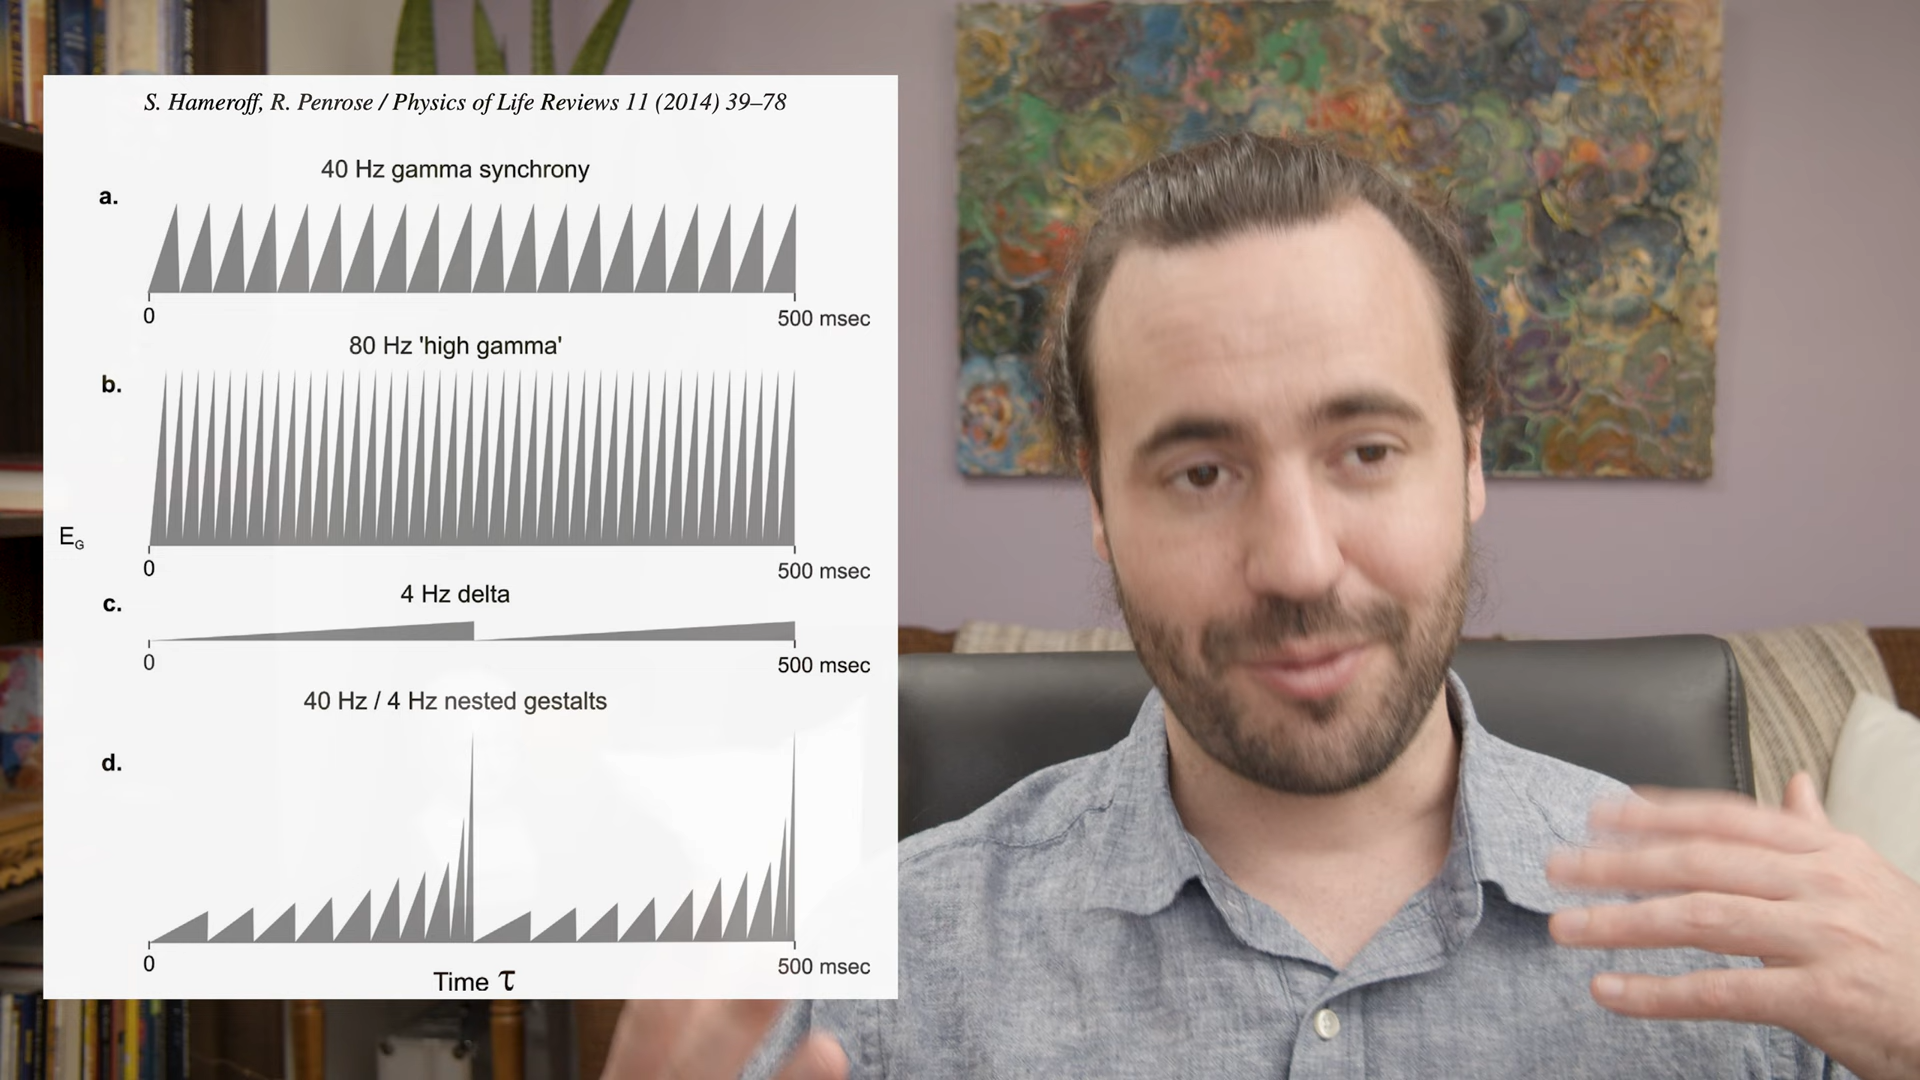 S. Hameroff, R. Penrose / Physics of Life Reviews 11 (2014) 39–78
40 Hz gamma synchrony
a.
0
500 msec
80 Hz 'high gamma'
b.
E_G
0
500 msec
4 Hz delta
c.
0
500 msec
40 Hz / 4 Hz nested gestalts
d.
0
500 msec
Time τ